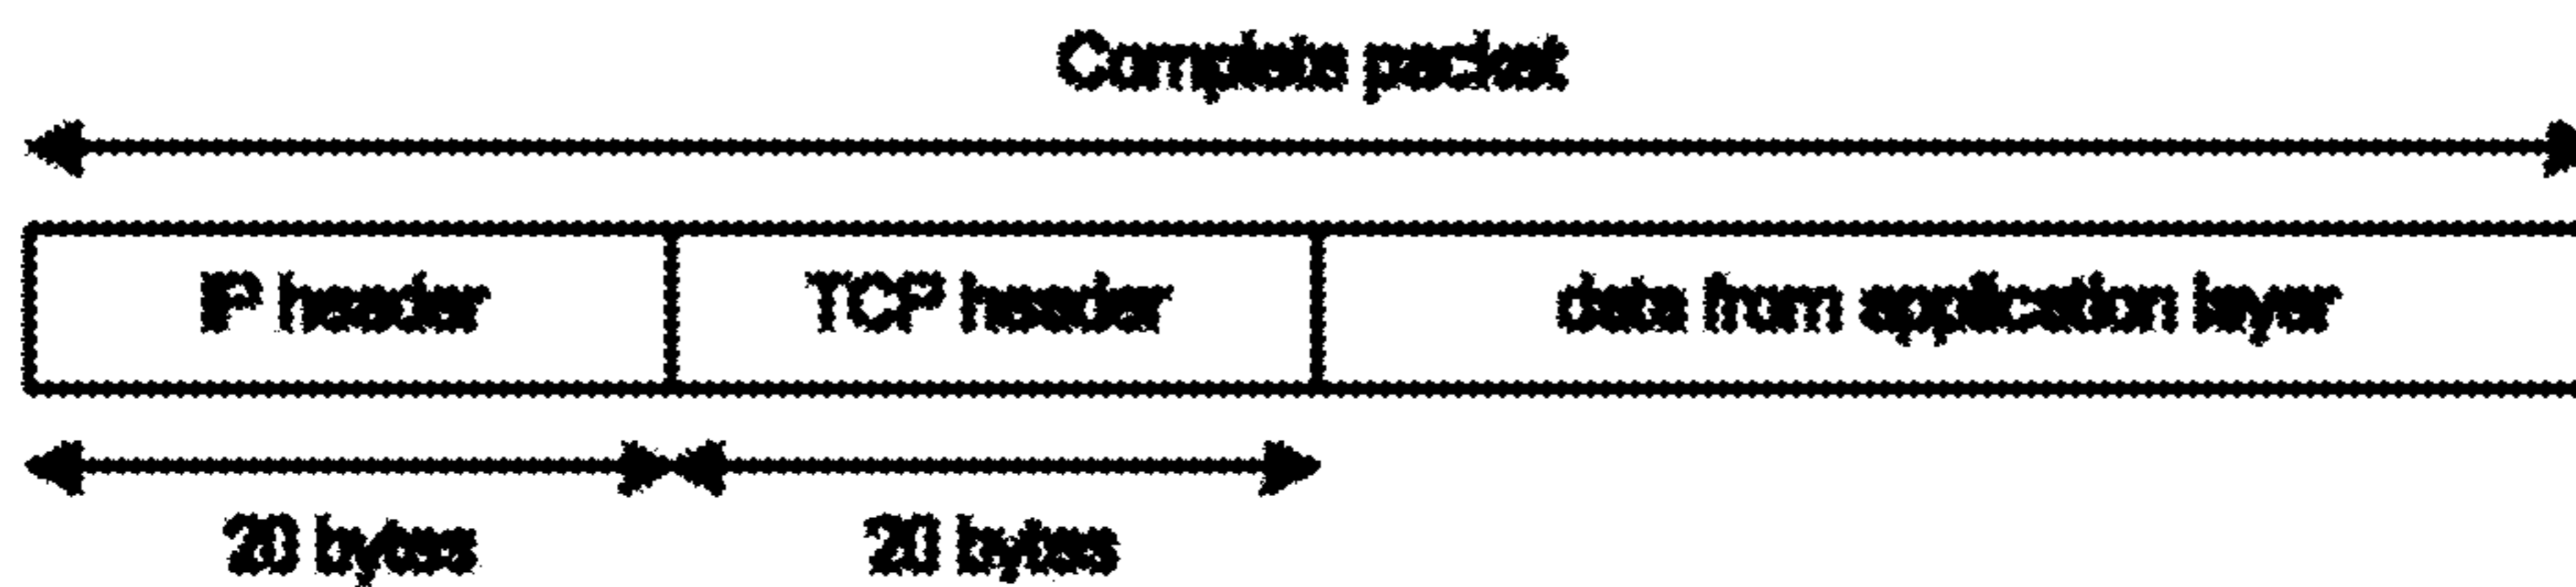 Complete packet
IP header TCP header data from application layer
20 bytes 20 bytes